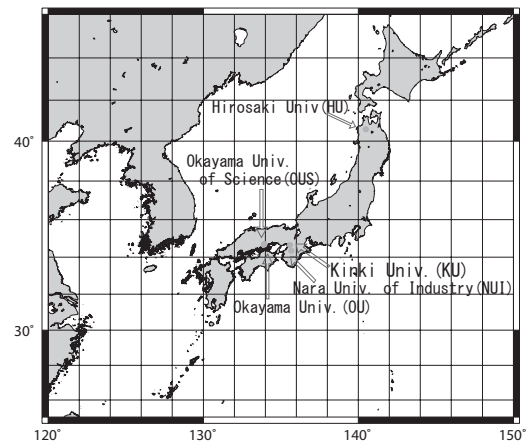 Hirosaki Univ(HU)
40°
Okayama Univ.
of Science(OUS)
Kinki Univ.(KU)
Nara Univ. of Industry(NUI)
Okayama Univ.(OU)
30°
120°
130°
140°
150°